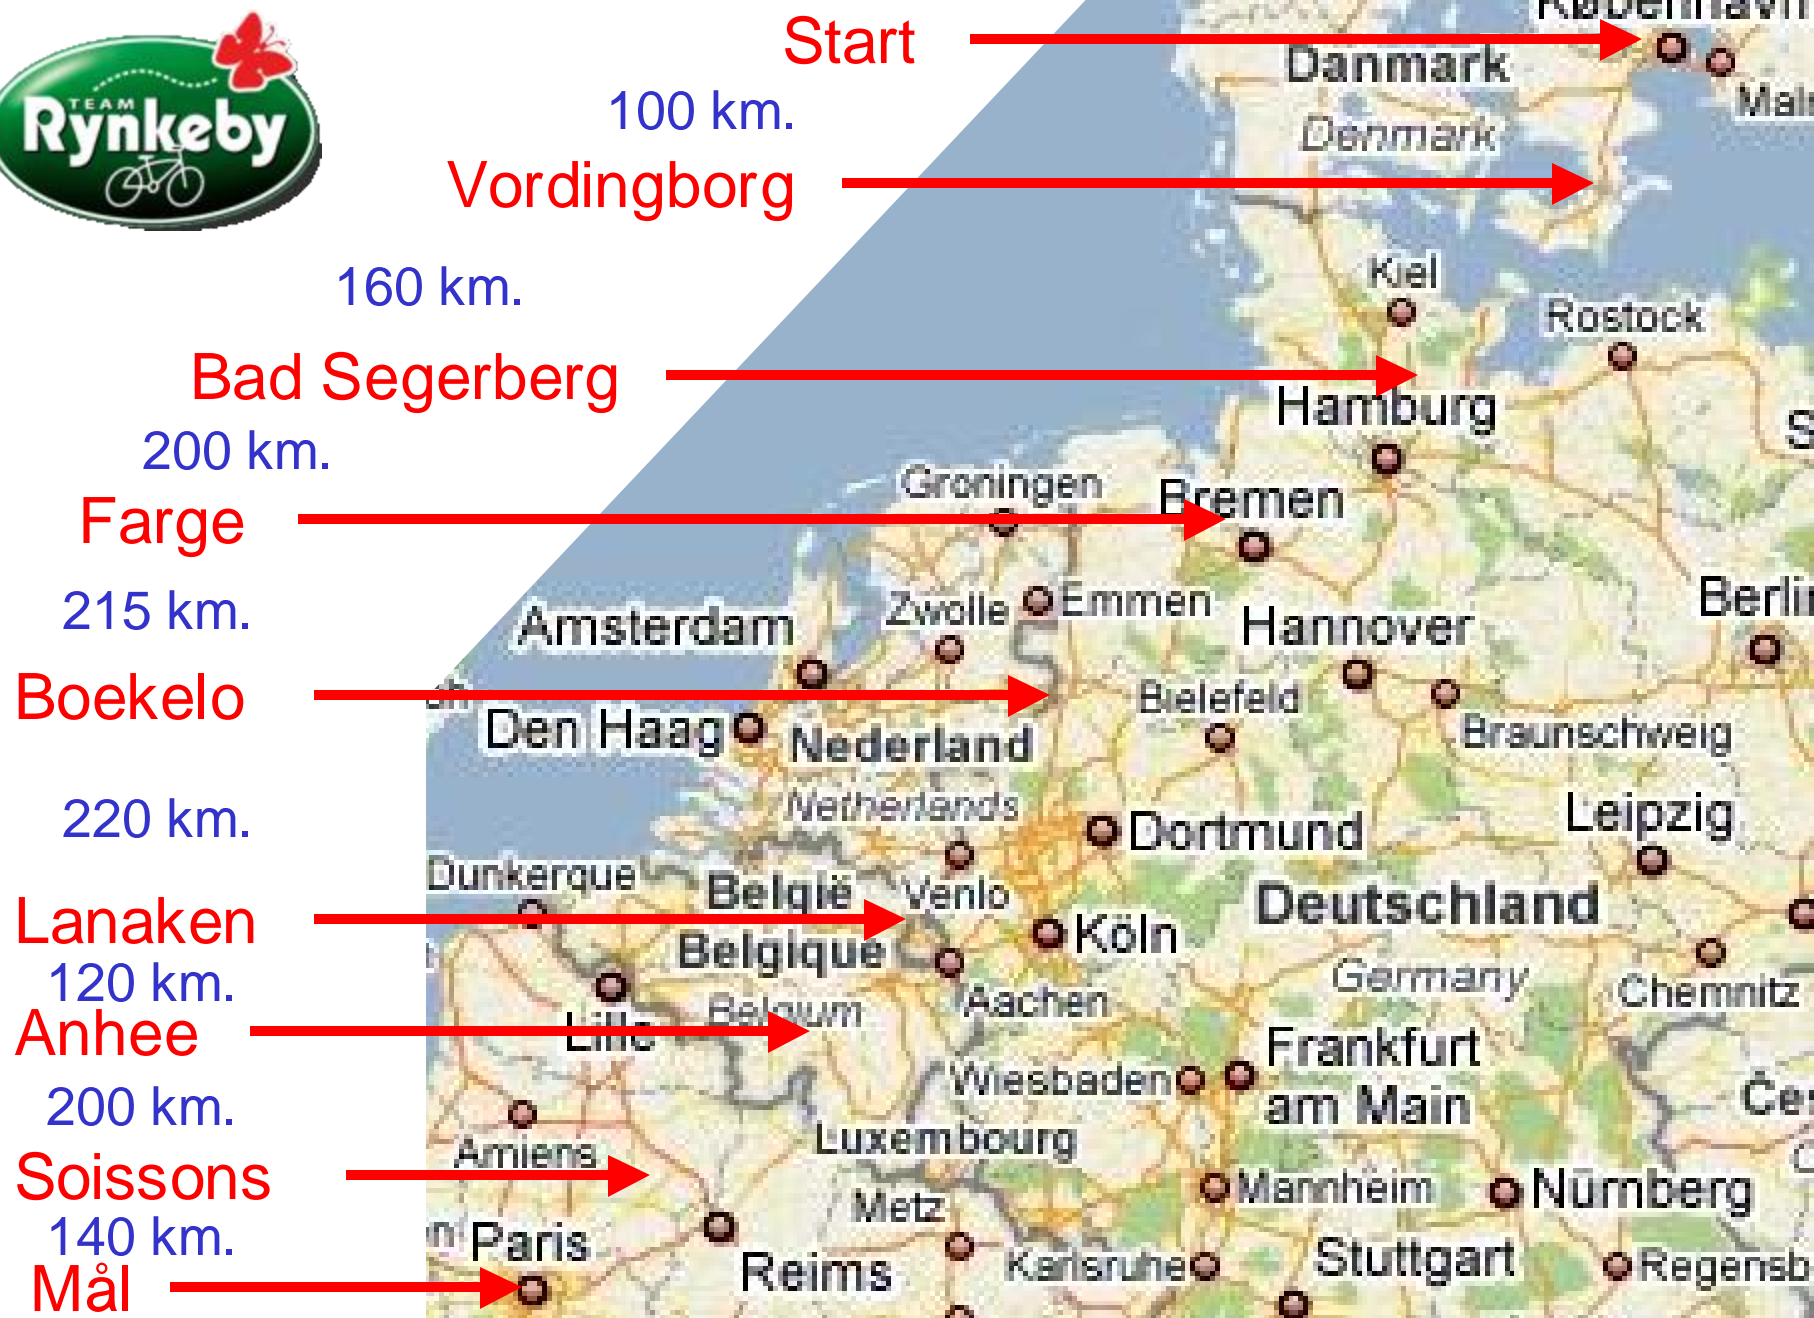 København
Start
Danmark
TEAM
Rynkeby
100 km.
Denmark
Vordingborg
160 km.
Kiel
Rostock
Bad Segerberg
Hamburg
200 km.
Groningen
Bremen
Farge
215 km.
Amsterdam
Zwolle
Emmen
Hannover
Berlin
Boekelo
Bielefeld
Den Haag
Nederland
Braunschweig
220 km.
Netherlands
Dortmund
Leipzig
Dunkerque
België
Venlo
Deutschland
Lanaken
Belgique
Köln
120 km.
Belgium
Aachen
Germany
Chemnitz
Anhee
Lille
Frankfurt
am Main
Wiesbaden
200 km.
Amiens
Luxembourg
Soissons
Mannheim
Nürnberg
Metz
140 km.
Paris
Reims
Karlsruhe
Stuttgart
Regensb
Mål